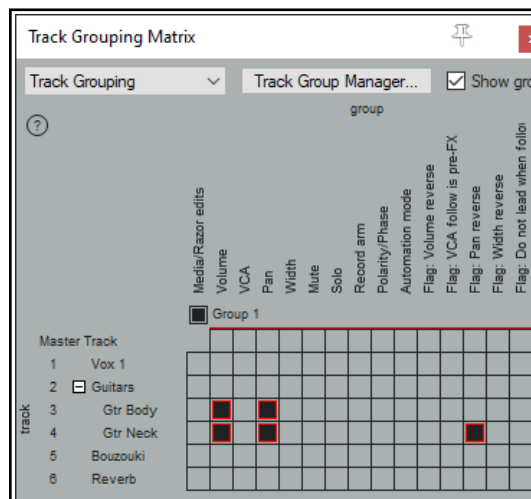 Track Grouping Matrix
Track Grouping
Track Group Manager...
Show gro
?
group
Media/Razor edits
Volume
VCA
Pan
Width
Mute
Solo
Record arm
Polarity/Phase
Automation mode
Flag: Volume reverse
Flag: VCA follow is pre-FX
Flag: Pan reverse
Flag: Width reverse
Flag: Do not lead when follow
Group 1
track
Master Track
1 Vox 1
2 Guitars
3 Gtr Body
4 Gtr Neck
5 Bouzouki
6 Reverb